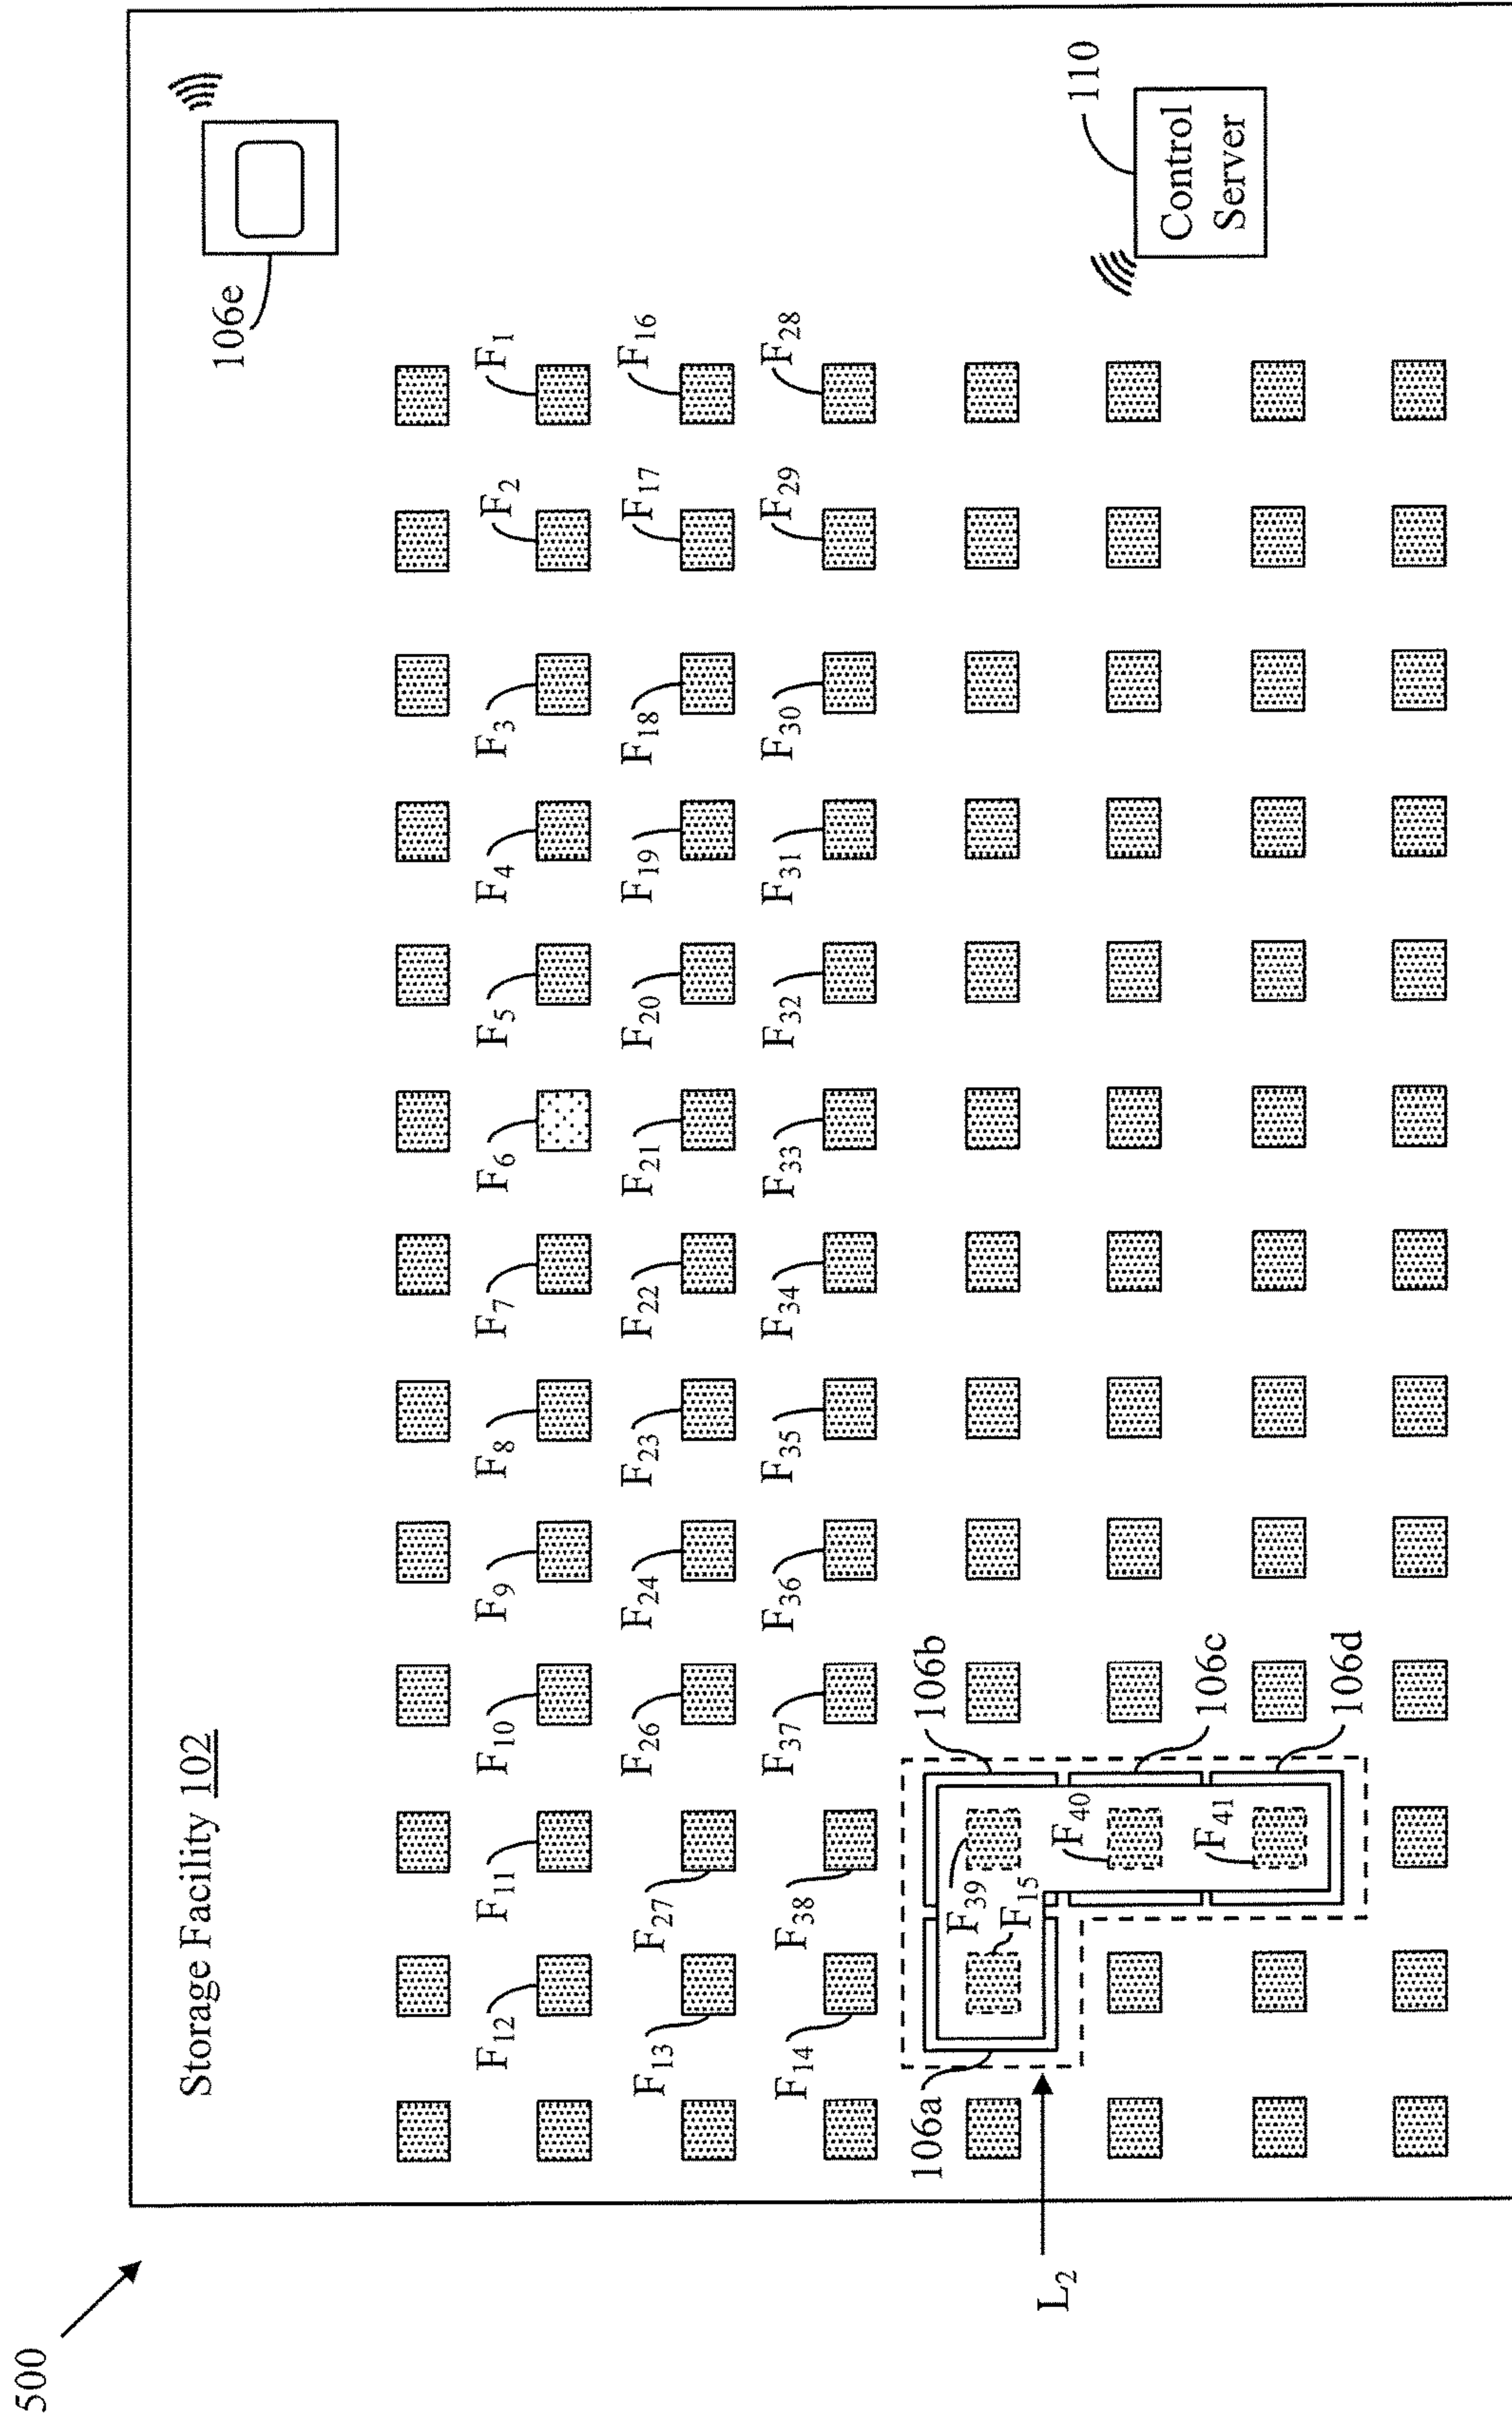 500
Storage Facility 102
106e
F12
F11
F10
F9
F8
F7
F6
F5
F4
F3
F2
F1
F13
F27
F26
F24
F23
F22
F21
F20
F19
F18
F17
F16
F14
F38
F37
F36
F35
F34
F33
F32
F31
F30
F29
F28
106a
106b
F39
F15
L2
F40
106c
F41
106d
110
Control
Server